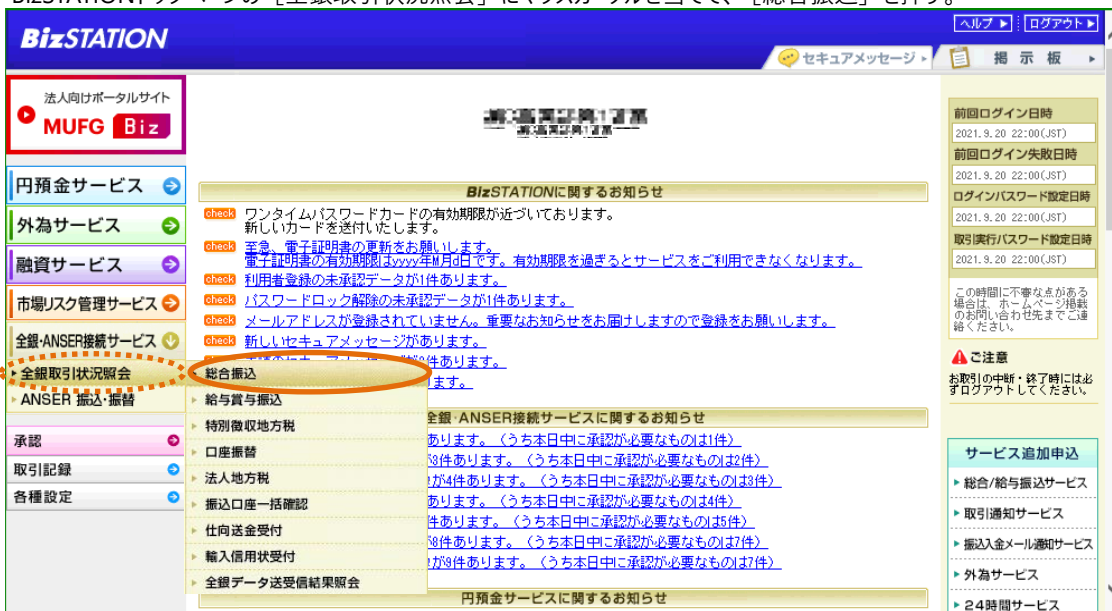 BizSTATIONトップページの［全銀取引状況照会］にマウスカーソルを当てて、［総合振込］を押す。
BizSTATION
ヘルプ
ログアウト
セキュアメッセージ
掲示板
法人向けポータルサイト
MUFG Biz
円預金サービス
外為サービス
融資サービス
市場リスク管理サービス
全銀・ANSER接続サービス
全銀取引状況照会
ANSER 振込・振替
承認
取引記録
各種設定
総合振込
給与賞与振込
特別徴収地方税
口座振替
法人地方税
振込口座一括確認
仕向送金受付
輸入信用状受付
全銀データ送受信結果照会
BizSTATIONに関するお知らせ
check ワンタイムパスワードカードの有効期限が近づいております。
新しいカードを送付いたします。
check 至急、電子証明書の更新をお願いします。
電子証明書の有効期限はyyyy年M月d日です。有効期限を過ぎるとサービスをご利用できなくなります。
check 利用者登録の未承認データが1件あります。
check パスワードロック解除の未承認データが1件あります。
check メールアドレスが登録されていません。重要なお知らせをお届けしますので登録をお願いします。
check 新しいセキュアメッセージがあります。
件あります。
ます。
全銀・ANSER接続サービスに関するお知らせ
あります。（うち本日中に承認が必要なものは1件）
3件あります。（うち本日中に承認が必要なものは2件）
が4件あります。（うち本日中に承認が必要なものは3件）
あります。（うち本日中に承認が必要なものは4件）
件あります。（うち本日中に承認が必要なものは5件）
8件あります。（うち本日中に承認が必要なものは7件）
が9件あります。（うち本日中に承認が必要なものは7件）
円預金サービスに関するお知らせ
前回ログイン日時
2021.9.20 22:00(JST)
前回ログイン失敗日時
2021.9.20 22:00(JST)
ログインパスワード設定日時
2021.9.20 22:00(JST)
取引実行パスワード設定日時
2021.9.20 22:00(JST)
この時間に不審な点がある
場合は、ホームページ掲載
のお問い合わせ先までご連
絡ください。
ご注意
お取引の中断・終了時には必
ずログアウトしてください。
サービス追加申込
総合/給与振込サービス
取引通知サービス
振込入金メール通知サービス
外為サービス
24時間サービス